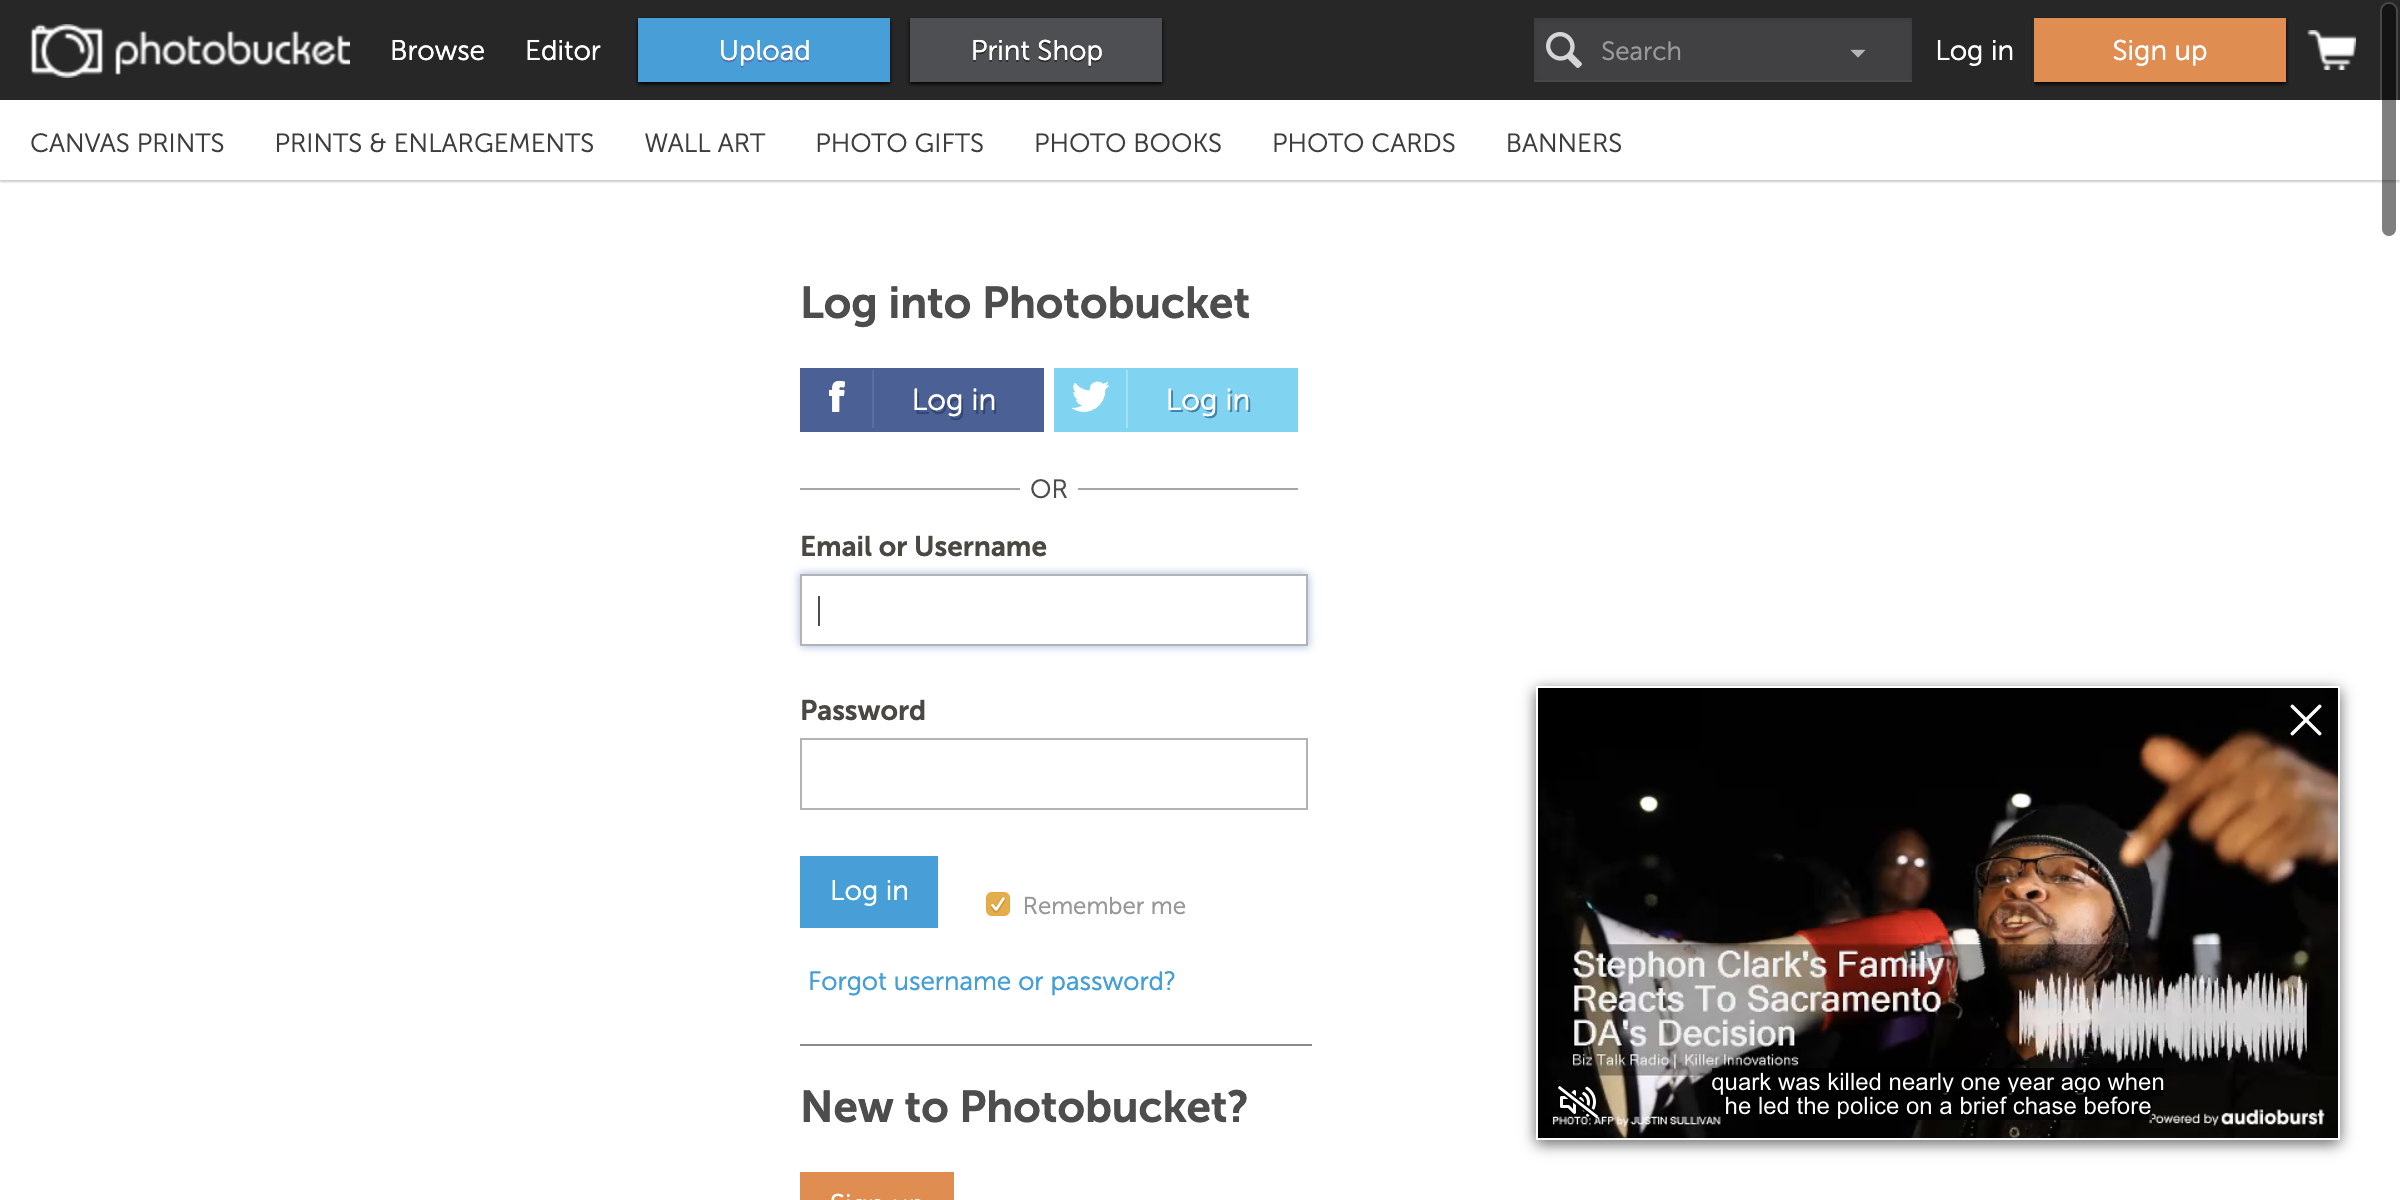 photobucket Browse Editor Upload Print Shop Search Log in Sign up
CANVAS PRINTS PRINTS & ENLARGEMENTS WALL ART PHOTO GIFTS PHOTO BOOKS PHOTO CARDS BANNERS
Log into Photobucket
f Log in Log in
OR
Email or Username
Password
Log in Remember me
Forgot username or password?
New to Photobucket?
Sign up
Stephon Clark's Family
Reacts To Sacramento
DA's Decision
Biz Talk Radio | Killer Innovations
quark was killed nearly one year ago when
he led the police on a brief chase before
PHOTO: AFP by JUSTIN SULLIVAN
Powered by audioburst